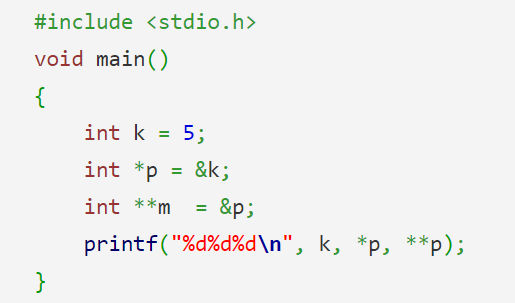 #include <stdio.h>
void main()
{
    int k = 5;
    int *p = &k;
    int **m  = &p;
    printf("%d%d%d\n", k, *p, **p);
}